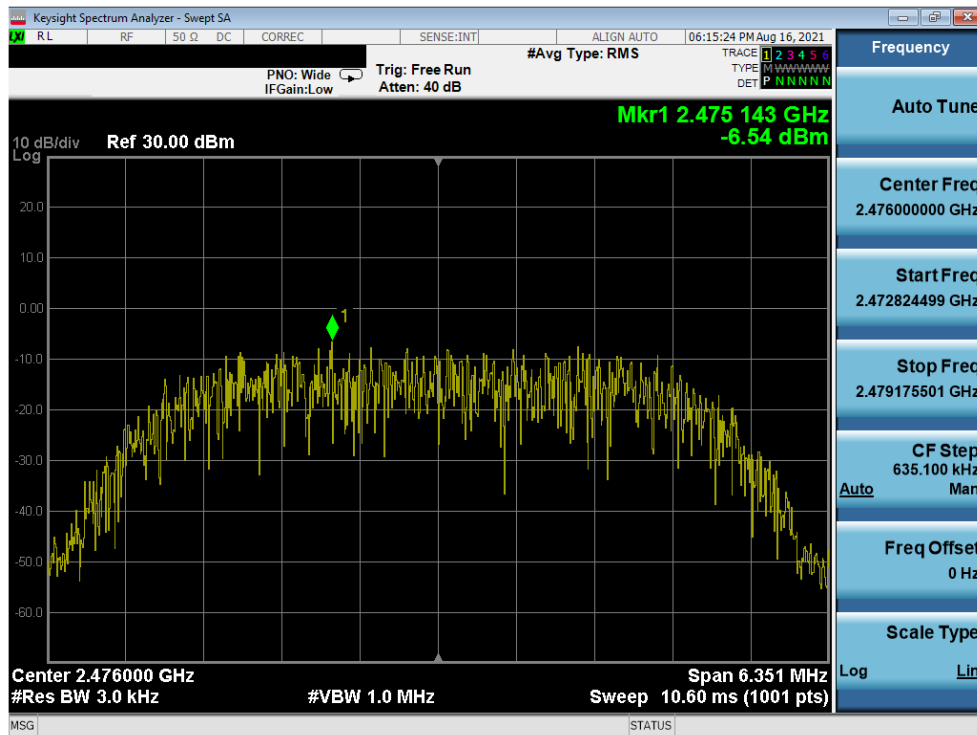 Keysight Spectrum Analyzer - Swept SA
LXI RL RF 50 Ω DC CORREC SENSE:INT ALIGN AUTO 06:15:24 PM Aug 16, 2021
PNO: Wide IFGain:Low
Trig: Free Run
Atten: 40 dB
#Avg Type: RMS
TRACE 1 2 3 4 5 6
TYPE M WWWWW
DET P N N N N N
Mkr1 2.475 143 GHz
-6.54 dBm
10 dB/div Ref 30.00 dBm
Log
20.0
10.0
0.00
1
-10.0
-20.0
-30.0
-40.0
-50.0
-60.0
Center 2.476000 GHz Span 6.351 MHz
#Res BW 3.0 kHz #VBW 1.0 MHz Sweep 10.60 ms (1001 pts)
MSG STATUS
Frequency
Auto Tune
Center Freq
2.476000000 GHz
Start Freq
2.472824499 GHz
Stop Freq
2.479175501 GHz
CF Step
635.100 kHz
Auto Man
Freq Offset
0 Hz
Scale Type
Log Lin